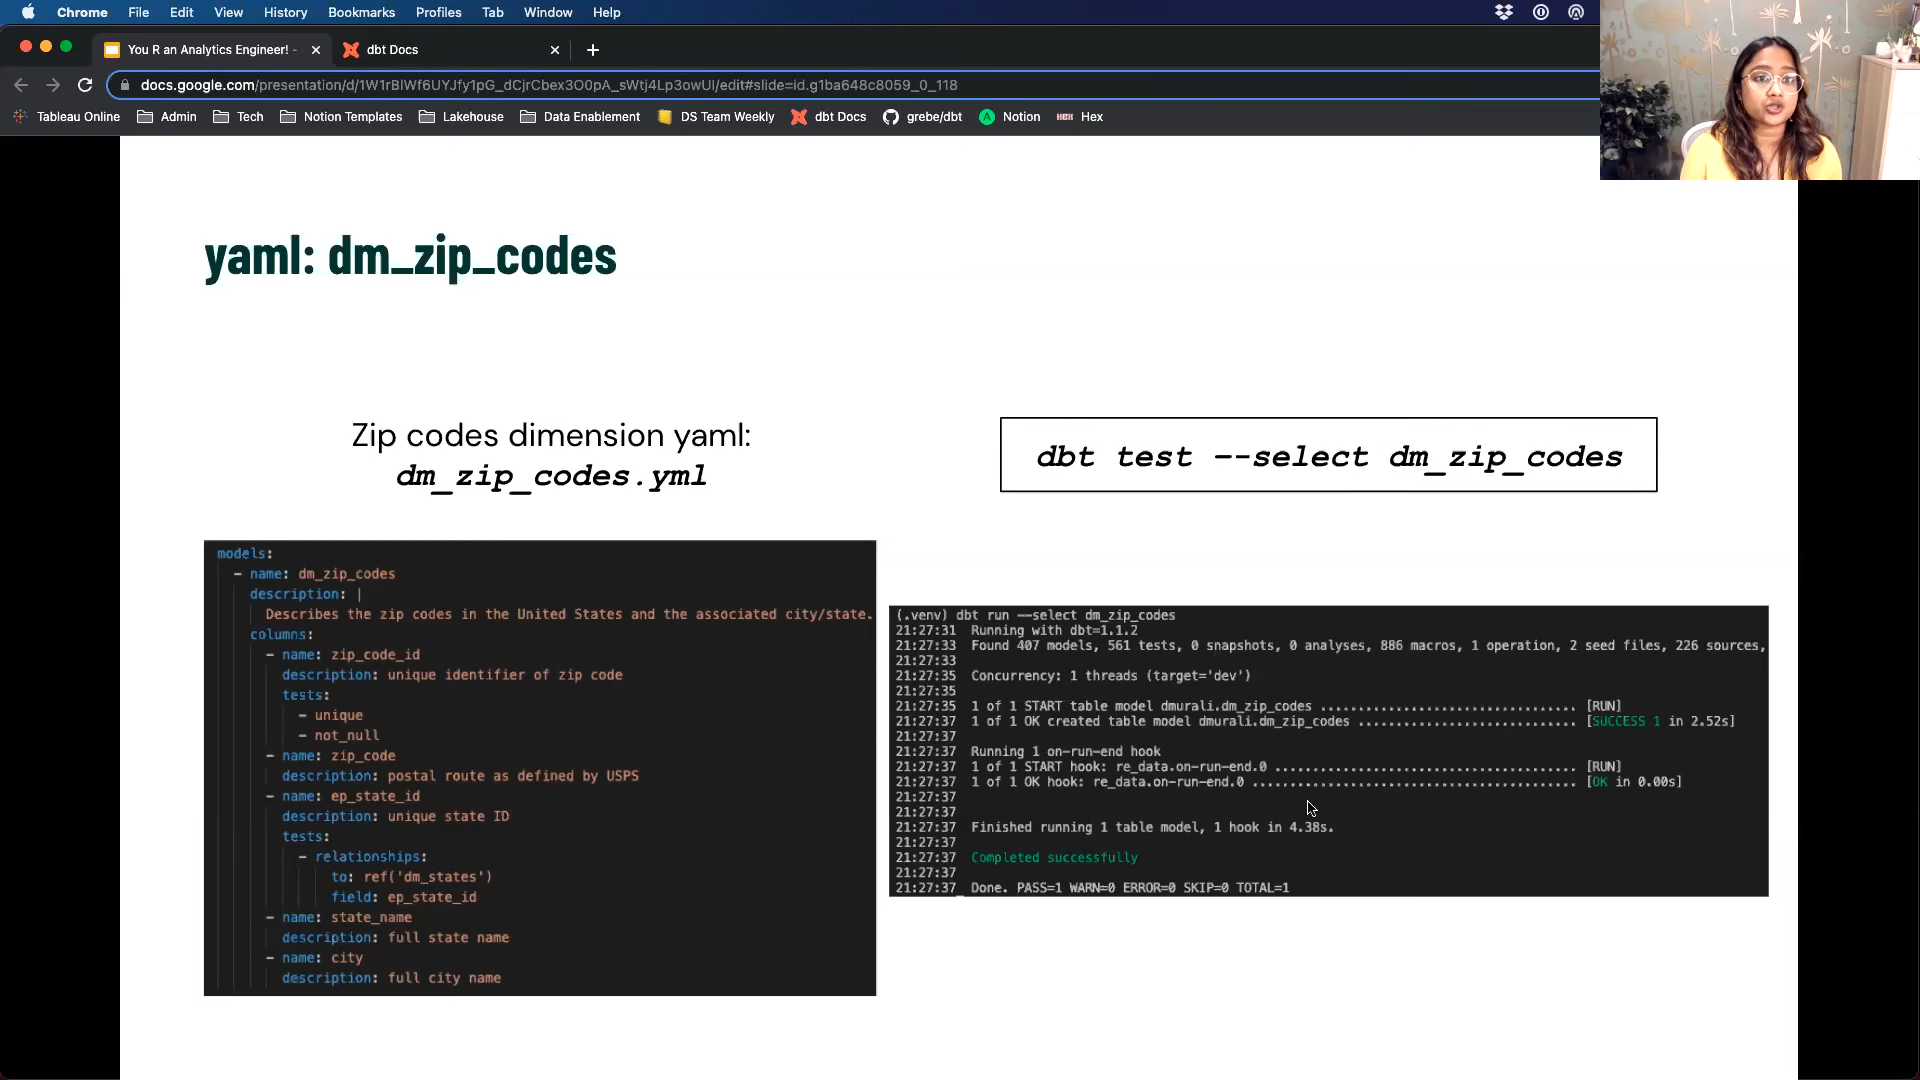 Chrome File Edit View History Bookmarks Profiles Tab Window Help
You R an Analytics Engineer! -
dbt Docs
docs.google.com/presentation/d/1W1rBlWf6UYJfy1pG_dCjrCbex3O0pA_sWtj4Lp3owUI/edit#slide=id.g1ba648c8059_0_118
Tableau Online Admin Tech Notion Templates Lakehouse Data Enablement DS Team Weekly dbt Docs grebe/dbt Notion HEX Hex
yaml: dm_zip_codes
Zip codes dimension yaml:
dm_zip_codes.yml
models:
- name: dm_zip_codes
description: |
Describes the zip codes in the United States and the associated city/state.
columns:
- name: zip_code_id
description: unique identifier of zip code
tests:
- unique
- not_null
- name: zip_code
description: postal route as defined by USPS
- name: ep_state_id
description: unique state ID
tests:
- relationships:
to: ref('dm_states')
field: ep_state_id
- name: state_name
description: full state name
- name: city
description: full city name
dbt test --select dm_zip_codes
(.venv) dbt run --select dm_zip_codes
21:27:31 Running with dbt=1.1.2
21:27:33 Found 407 models, 561 tests, 0 snapshots, 0 analyses, 886 macros, 1 operation, 2 seed files, 226 sources,
21:27:33
21:27:35 Concurrency: 1 threads (target='dev')
21:27:35
21:27:35 1 of 1 START table model dmurali.dm_zip_codes .................................. [RUN]
21:27:37 1 of 1 OK created table model dmurali.dm_zip_codes ............................. [SUCCESS 1 in 2.52s]
21:27:37
21:27:37 Running 1 on-run-end hook
21:27:37 1 of 1 START hook: re_data.on-run-end.0 ........................................ [RUN]
21:27:37 1 of 1 OK hook: re_data.on-run-end.0 ........................................... [OK in 0.00s]
21:27:37
21:27:37
21:27:37 Finished running 1 table model, 1 hook in 4.38s.
21:27:37
21:27:37 Completed successfully
21:27:37
21:27:37 Done. PASS=1 WARN=0 ERROR=0 SKIP=0 TOTAL=1